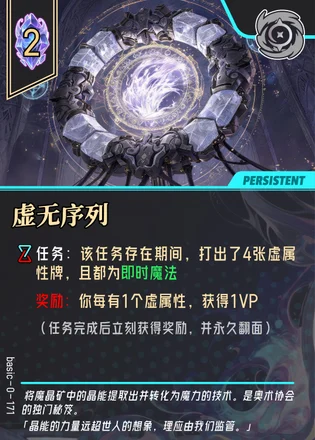 2
PERSISTENT
虚无序列
任务：该任务存在期间，打出了4张虚属
性牌，且都为即时魔法
奖励：你每有1个虚属性，获得1VP
（任务完成后立刻获得奖励，并永久翻面）
basic-0-171
将魔晶矿中的晶能提取出并转化为魔力的技术。是奥术协会
的独门秘笈。
「晶能的力量远超世人的想象，理应由我们监管。」